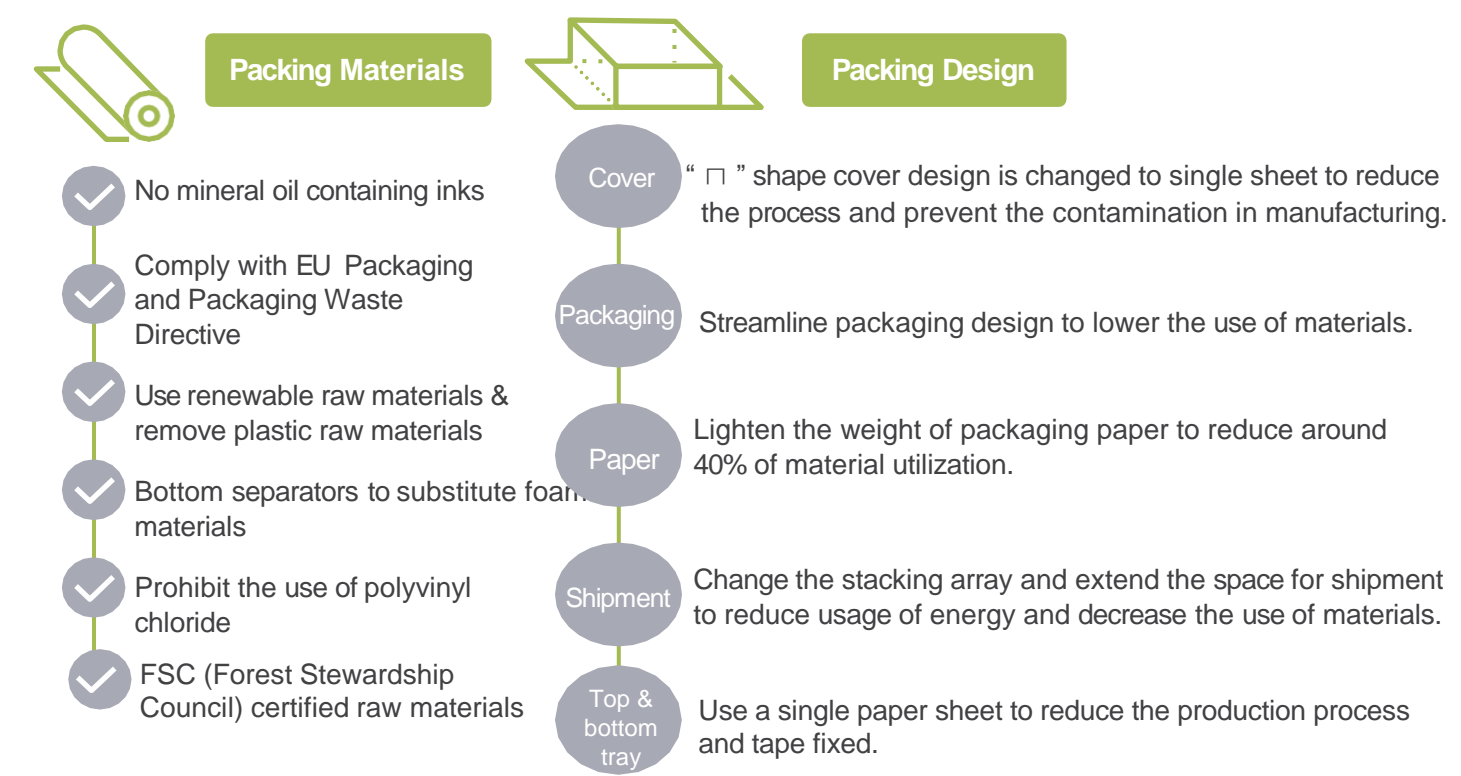 Packing Materials
No mineral oil containing inks
Comply with EU Packaging
and Packaging Waste
Directive
Use renewable raw materials &
remove plastic raw materials
Bottom separators to substitute foam
materials
Prohibit the use of polyvinyl
chloride
FSC (Forest Stewardship
Council) certified raw materials
Packing Design
Cover
“ ㄇ ” shape cover design is changed to single sheet to reduce
the process and prevent the contamination in manufacturing.
Packaging
Streamline packaging design to lower the use of materials.
Paper
Lighten the weight of packaging paper to reduce around
40% of material utilization.
Shipment
Change the stacking array and extend the space for shipment
to reduce usage of energy and decrease the use of materials.
Top &
bottom
tray
Use a single paper sheet to reduce the production process
and tape fixed.